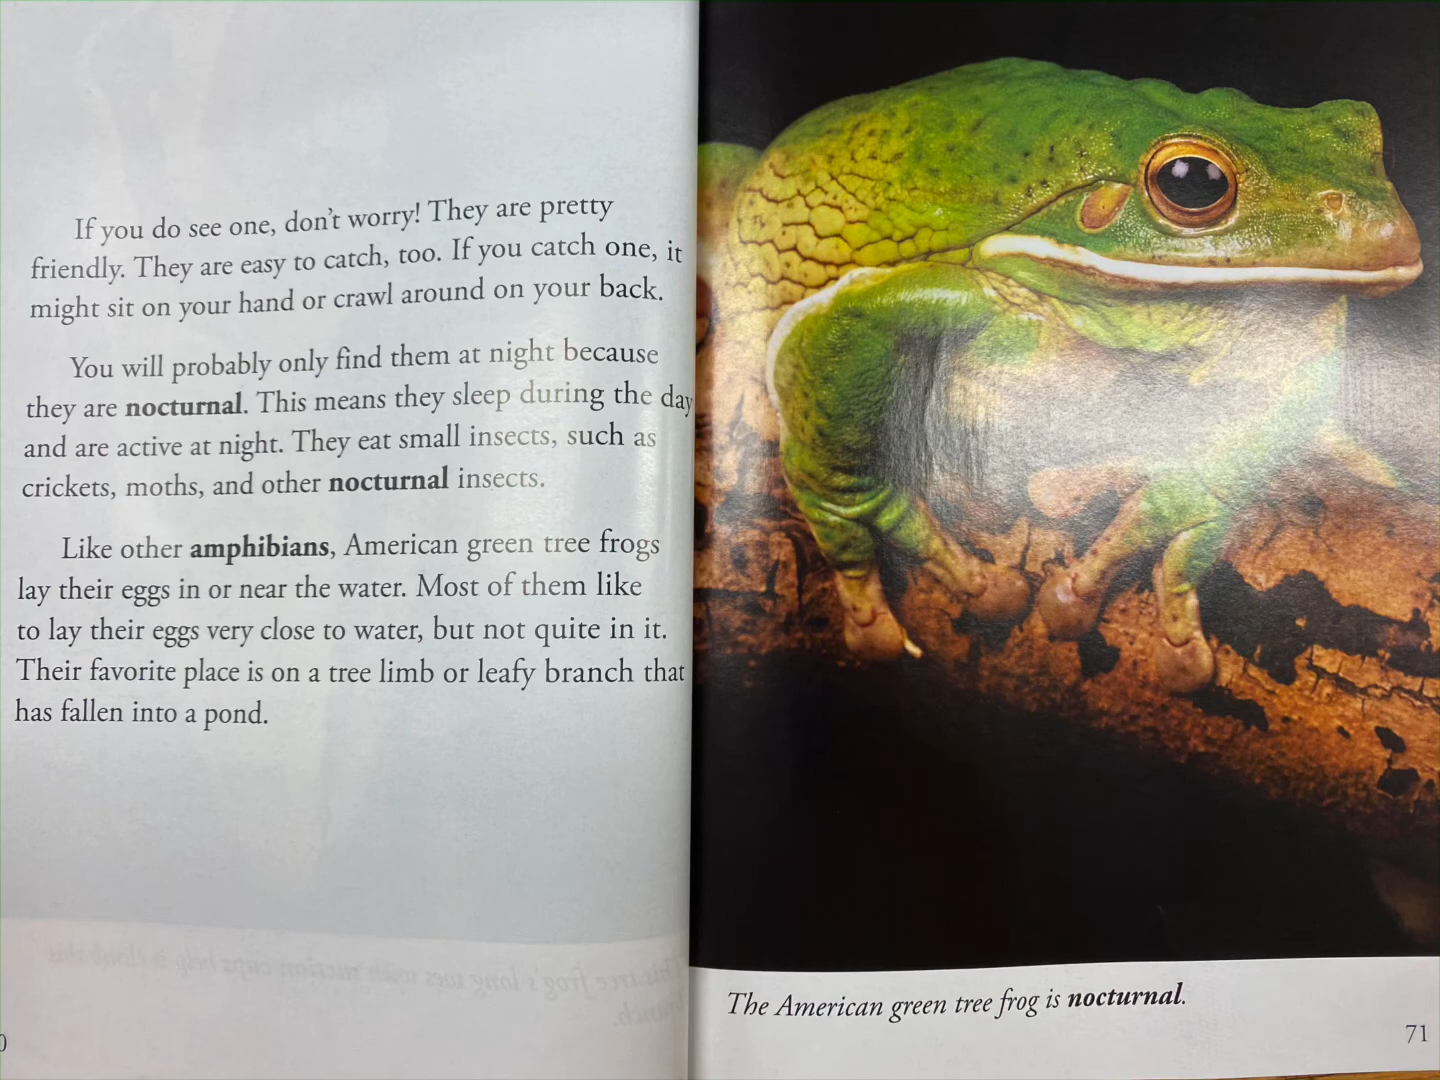 If you do see one, don't worry! They are pretty
friendly. They are easy to catch, too. If you catch one, it
might sit on your hand or crawl around on your back.
You will probably only find them at night because
they are nocturnal. This means they sleep during the day
and are active at night. They eat small insects, such as
crickets, moths, and other nocturnal insects.
Like other amphibians, American green tree frogs
lay their eggs in or near the water. Most of them like
to lay their eggs very close to water, but not quite in it.
Their favorite place is on a tree limb or leafy branch that
has fallen into a pond.
The American green tree frog is nocturnal.
71